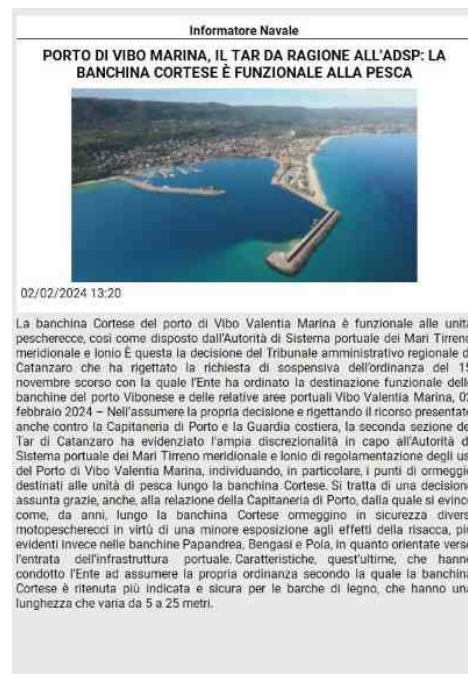 Informatore Navale
PORTO DI VIBO MARINA, IL TAR DA RAGIONE ALL'ADSP: LA
BANCHINA CORTESE È FUNZIONALE ALLA PESCA
02/02/2024 13:20
La banchina Cortese del porto di Vibo Valentia Marina è funzionale alle unità
pescherecce, così come disposto dall'Autorità di Sistema portuale dei Mari Tirreno
meridionale e Ionio È questa la decisione del Tribunale amministrativo regionale d
Catanzaro che ha rigettato la richiesta di sospensiva dell'ordinanza del 15
novembre scorso con la quale l'Ente ha ordinato la destinazione funzionale delle
banchine del porto Vibonese e delle relative aree portuali Vibo Valentia Marina, 02
febbraio 2024 – Nell'assumere la propria decisione e rigettando il ricorso presentato
anche contro la Capitaneria di Porto e la Guardia costiera, la seconda sezione de
Tar di Catanzaro ha evidenziato l'ampia discrezionalità in capo all'Autorità d
Sistema portuale dei Mari Tirreno meridionale e Ionio di regolamentazione degli us
del Porto di Vibo Valentia Marina, individuando, in particolare, i punti di ormeggio
destinati alle unità di pesca lungo la banchina Cortese. Si tratta di una decisione
assunta grazie, anche, alla relazione della Capitaneria di Porto, dalla quale si evince
come, da anni, lungo la banchina Cortese ormeggino in sicurezza divers
motopescherecci in virtù di una minore esposizione agli effetti della risacca, più
evidenti invece nelle banchine Papandrea, Bengasi e Pola, in quanto orientate verso
l'entrata dell'infrastruttura portuale. Caratteristiche, quest'ultime, che hanno
condotto l'Ente ad assumere la propria ordinanza secondo la quale la banchina
Cortese è ritenuta più indicata e sicura per le barche di legno, che hanno una
lunghezza che varia da 5 a 25 metri.